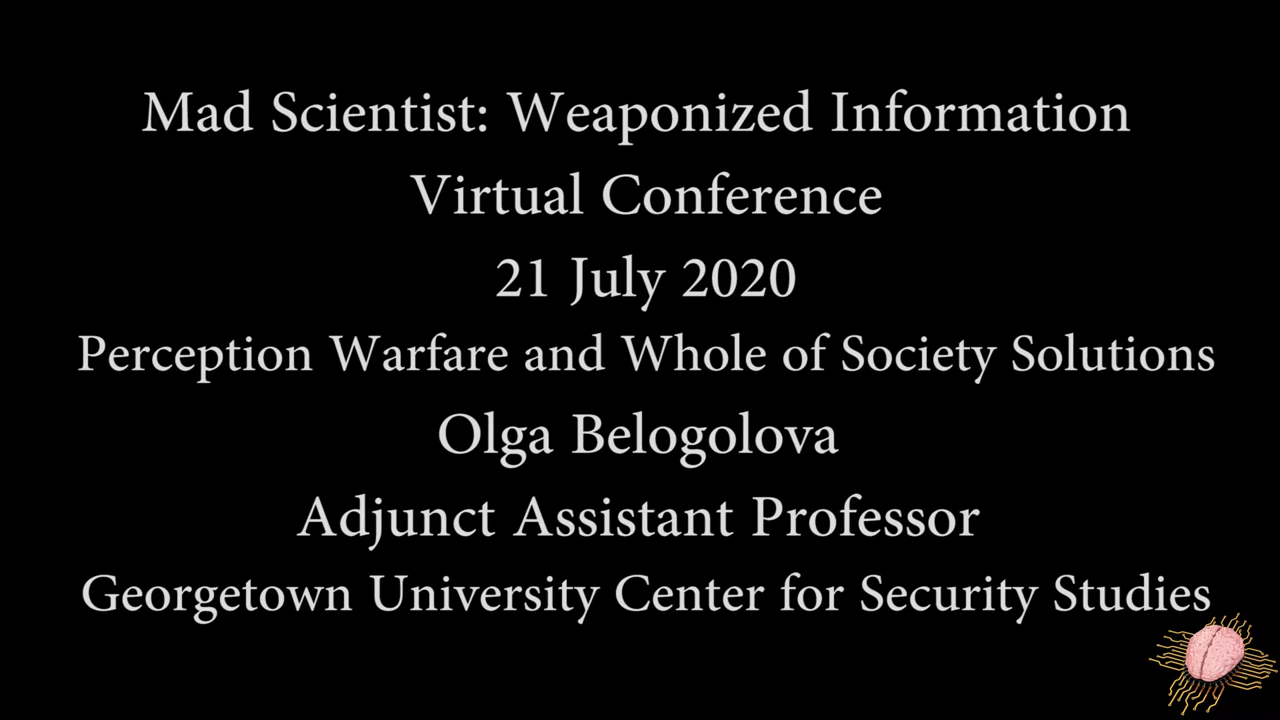 Mad Scientist: Weaponized Information
Virtual Conference
21 July 2020
Perception Warfare and Whole of Society Solutions
Olga Belogolova
Adjunct Assistant Professor
Georgetown University Center for Security Studies